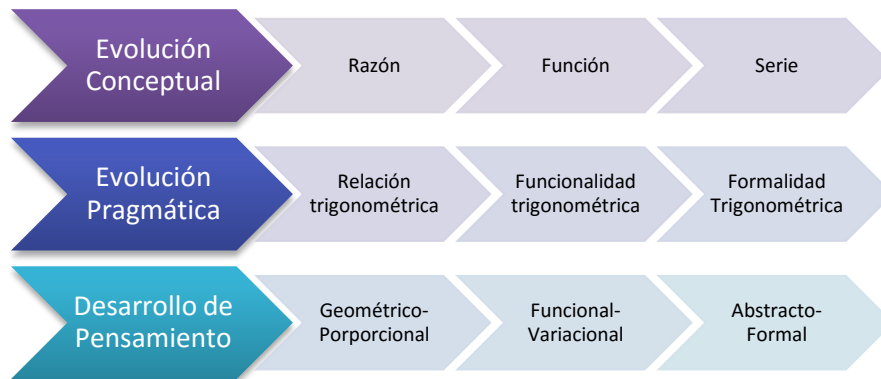 Evolución
Conceptual
Razón
Función
Serie
Evolución
Pragmática
Relación
trigonométrica
Funcionalidad
trigonométrica
Formalidad
Trigonométrica
Desarrollo de
Pensamiento
Geométrico-
Porporcional
Funcional-
Variacional
Abstracto-
Formal